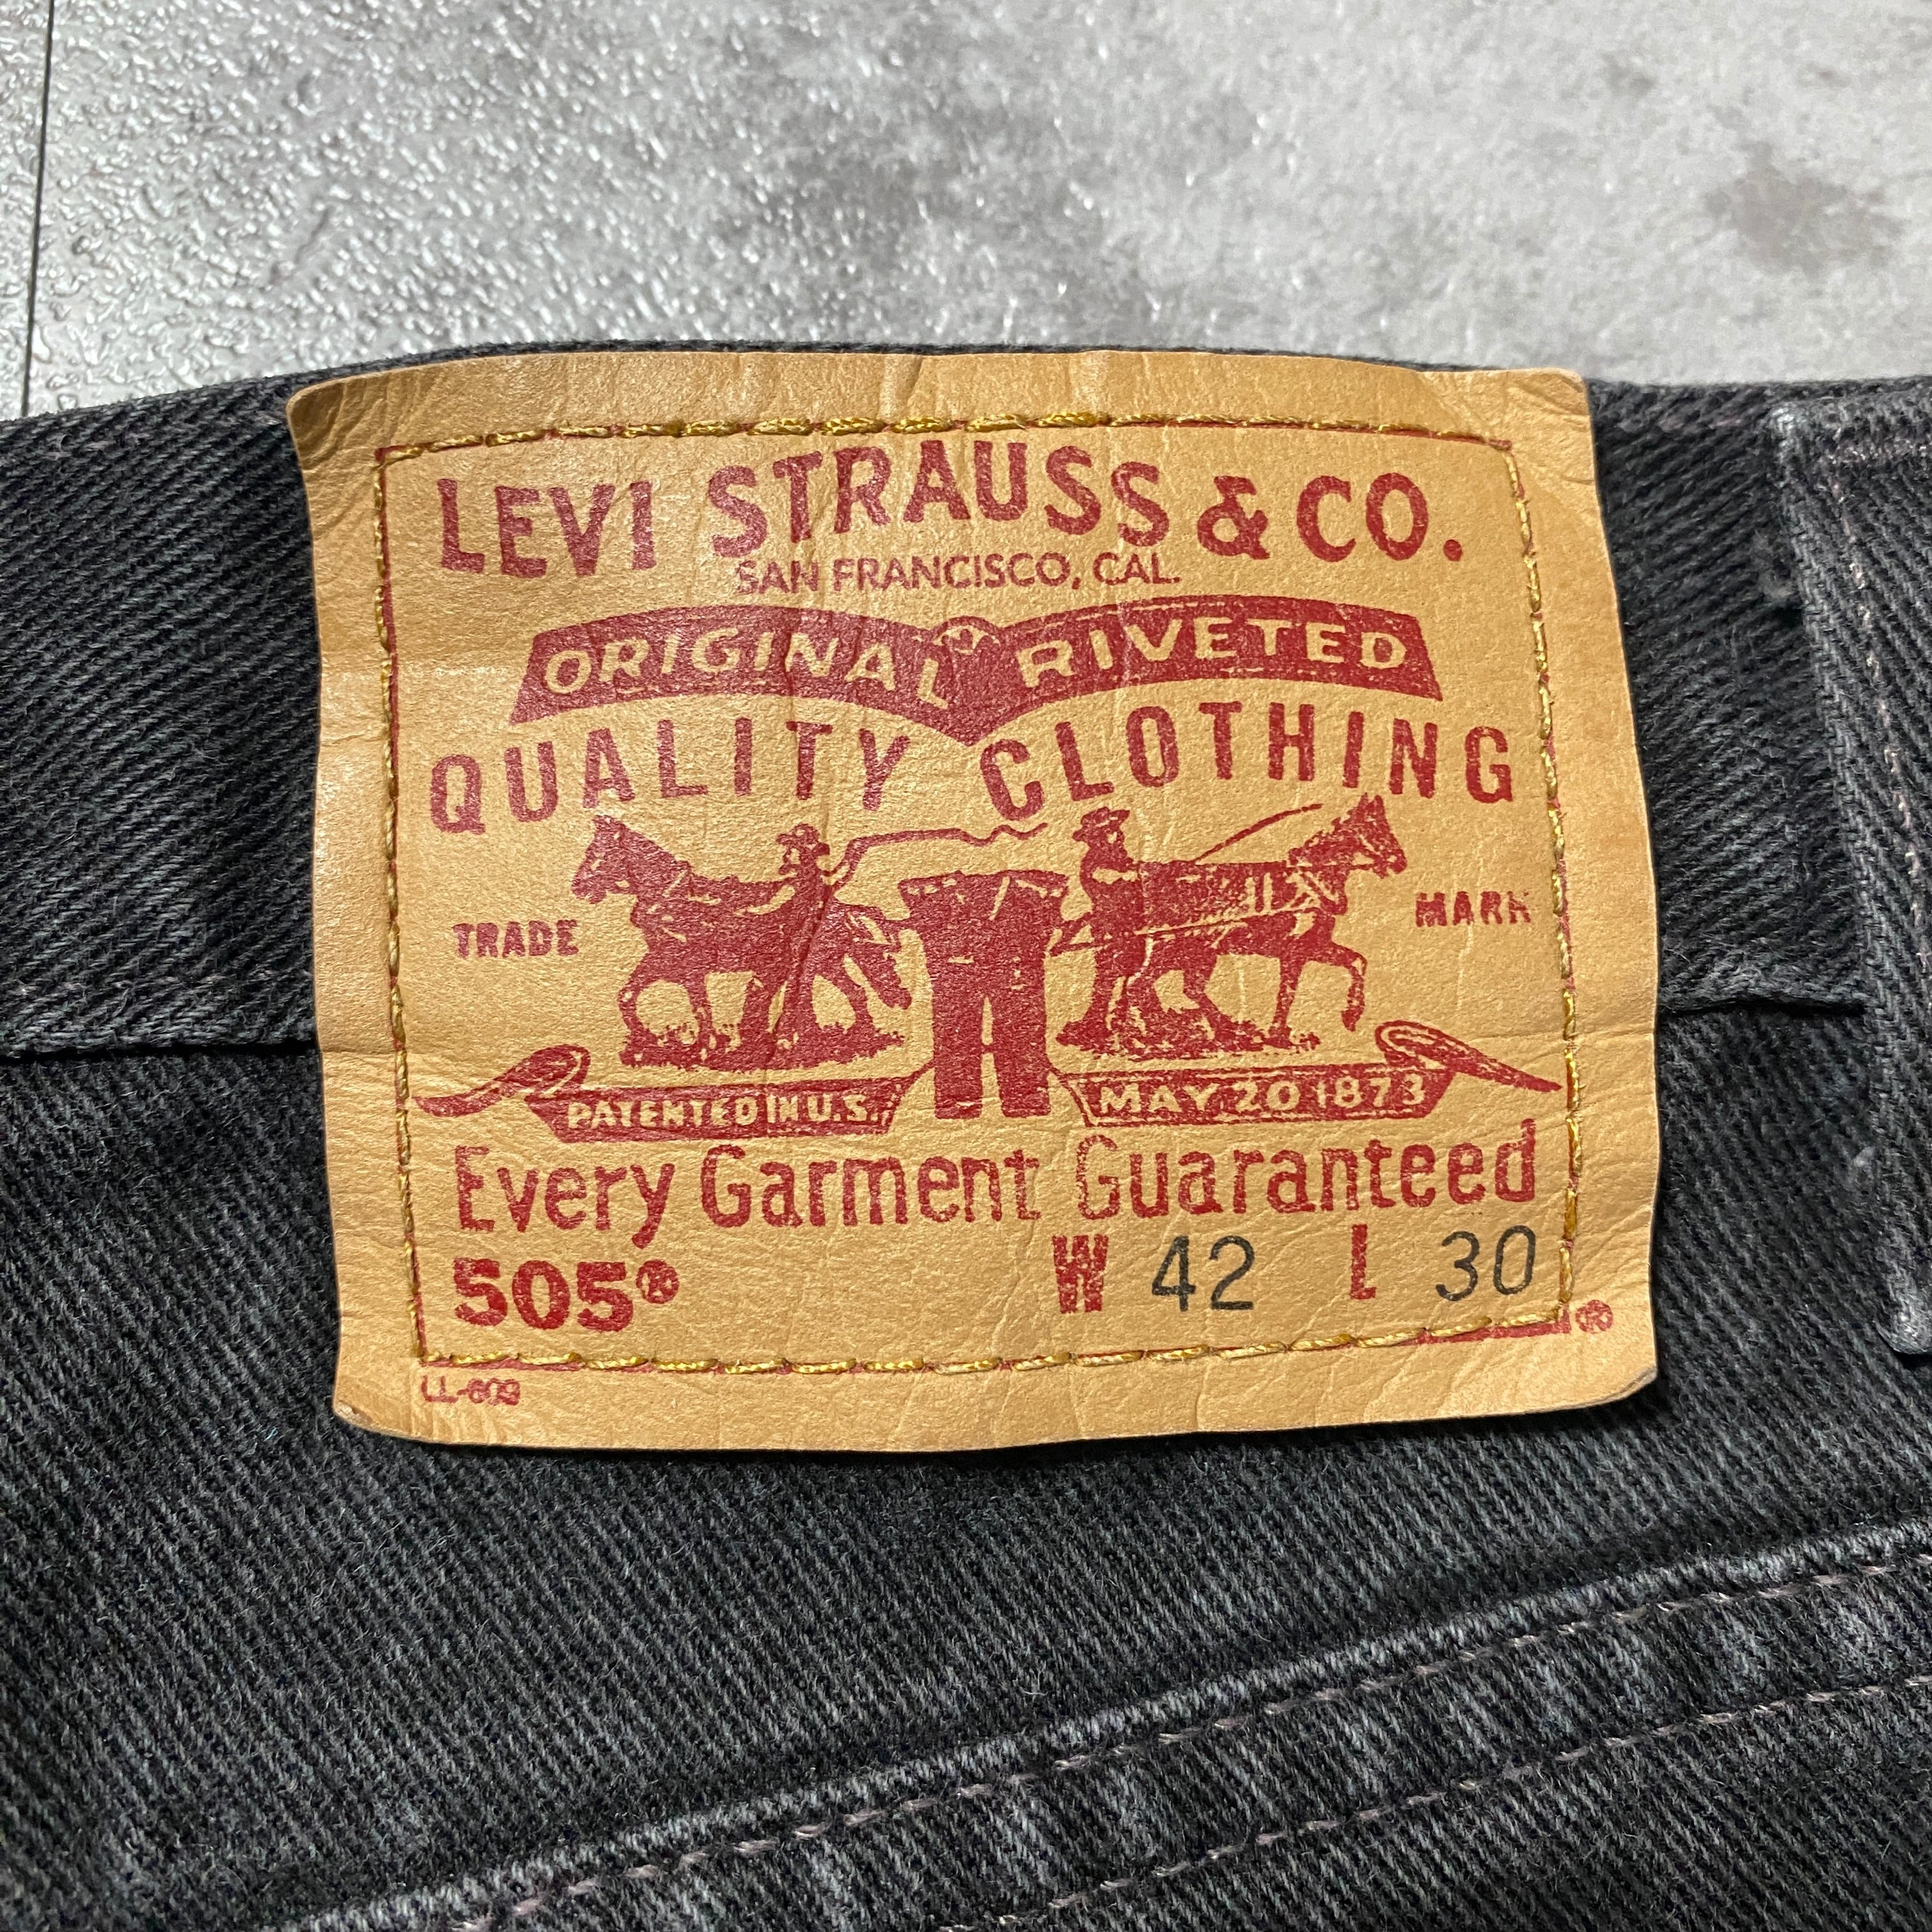 LEVI STRAUSS & CO.
SAN FRANCISCO, CAL.
ORIGINAL RIVETED
QUALITY CLOTHING
TRADE MARK
PATENTED IN U.S. MAY 20 1873
Every Garment Guaranteed
505® W 42 L 30
®
LL-609